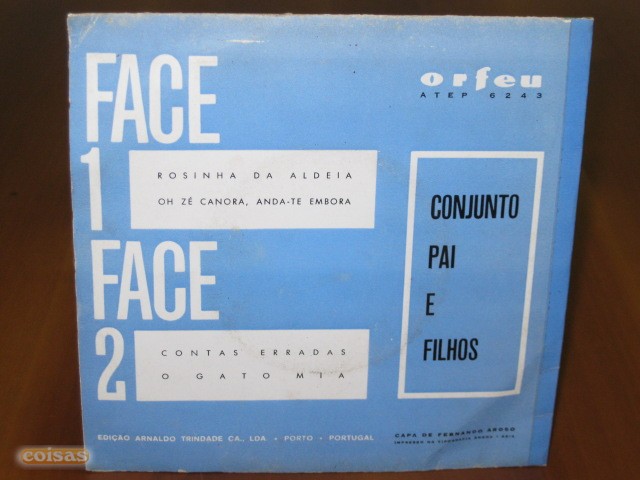 FACE
1
ROSINHA DA ALDEIA
OH ZÉ CANORA, ANDA-TE EMBORA
FACE
2
CONTAS ERRADAS
O GATO MIA
orfeu
ATEP 6243
CONJUNTO
PAI
E
FILHOS
EDIÇÃO ARNALDO TRINDADE CA., LDA • PORTO • PORTUGAL
CAPA DE FERNANDO AROSO
coisas